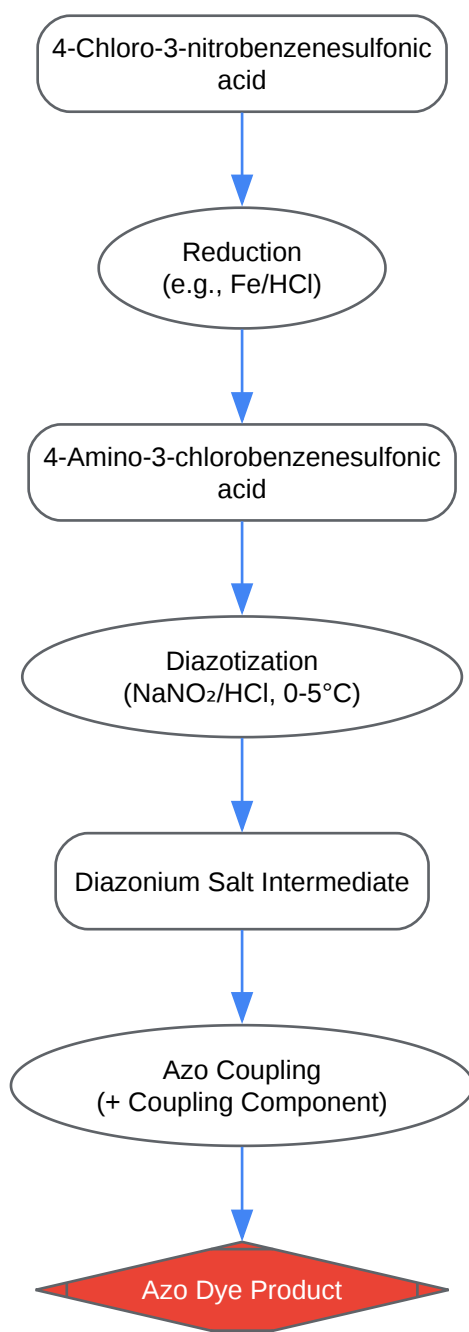 4-Chloro-3-nitrobenzenesulfonic
acid
Reduction
(e.g., Fe/HCl)
4-Amino-3-chlorobenzenesulfonic
acid
Diazotization
(NaNO₂/HCl, 0-5°C)
Diazonium Salt Intermediate
Azo Coupling
(+ Coupling Component)
Azo Dye Product